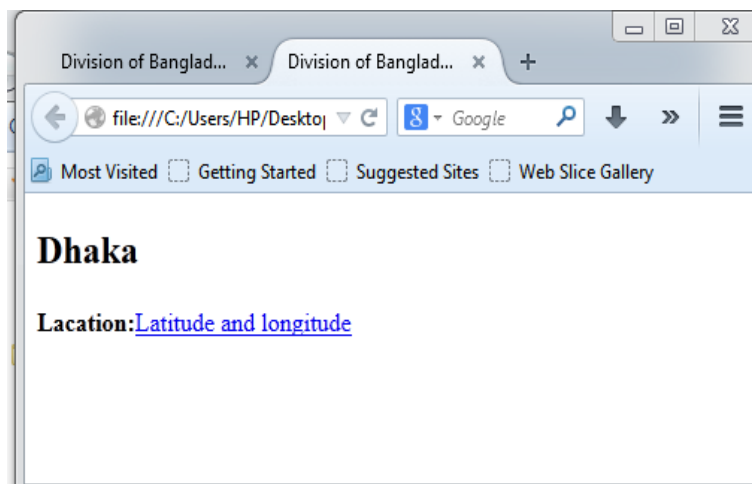 Division of Banglad... Division of Banglad...
file:///C:/Users/HP/Desktop Google
Most Visited Getting Started Suggested Sites Web Slice Gallery
Dhaka
Lacation:Latitude and longitude